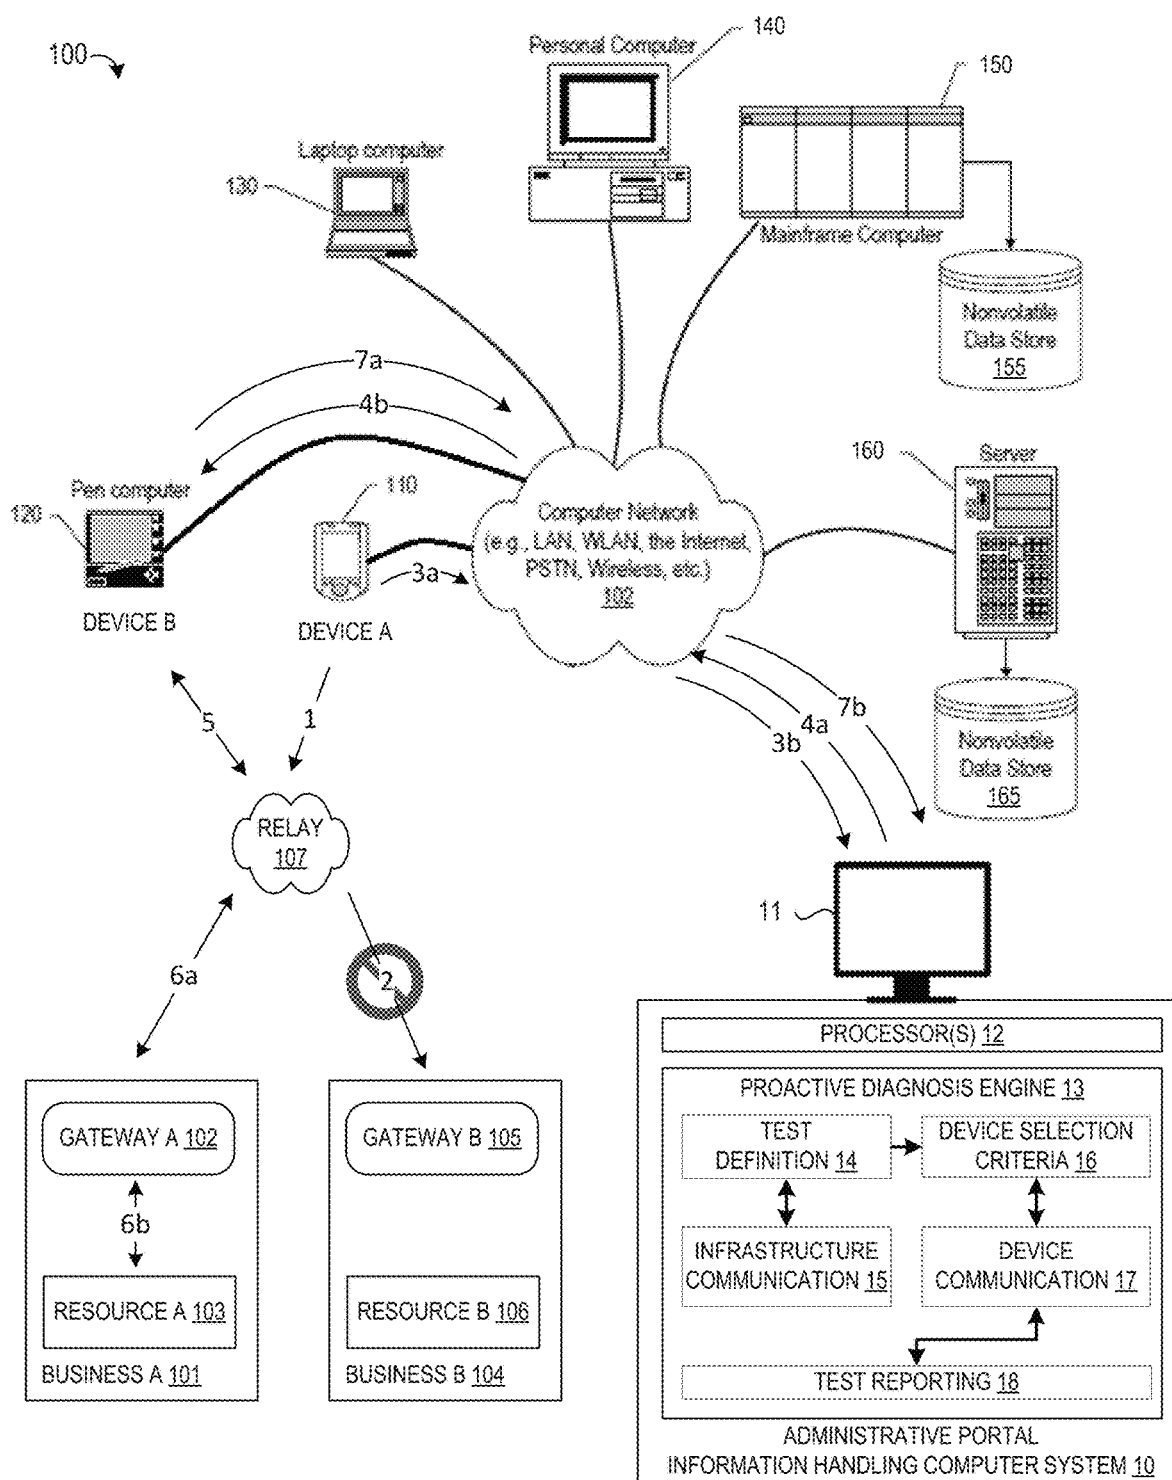 100
Personal Computer
140
150
Laptop computer
130
Mainframe Computer
Nonvolatile
Data Store
155
7a
4b
Pen computer
120
110
Computer Network
(e.g., LAN, WLAN, the Internet,
PSTN, Wireless, etc.)
102
160
Server
3a
DEVICE B
DEVICE A
5
1
3b
4a
7b
Nonvolatile
Data Store
165
RELAY
107
11
6a
2
PROCESSOR(S) 12
PROACTIVE DIAGNOSIS ENGINE 13
TEST
DEFINITION 14
DEVICE SELECTION
CRITERIA 16
INFRASTRUCTURE
COMMUNICATION 15
DEVICE
COMMUNICATION 17
TEST REPORTING 18
ADMINISTRATIVE PORTAL
INFORMATION HANDLING COMPUTER SYSTEM 10
GATEWAY A 102
6b
RESOURCE A 103
BUSINESS A 101
GATEWAY B 105
RESOURCE B 106
BUSINESS B 104